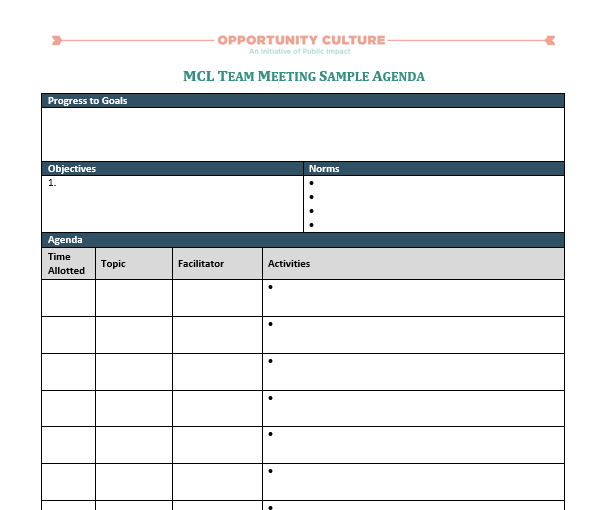 OPPORTUNITY CULTURE
An Initiative of Public Impact
MCL TEAM MEETING SAMPLE AGENDA
Progress to Goals
Objectives Norms
1. •
•
•
•
Agenda
Time Allotted Topic Facilitator Activities
•
•
•
•
•
•
•